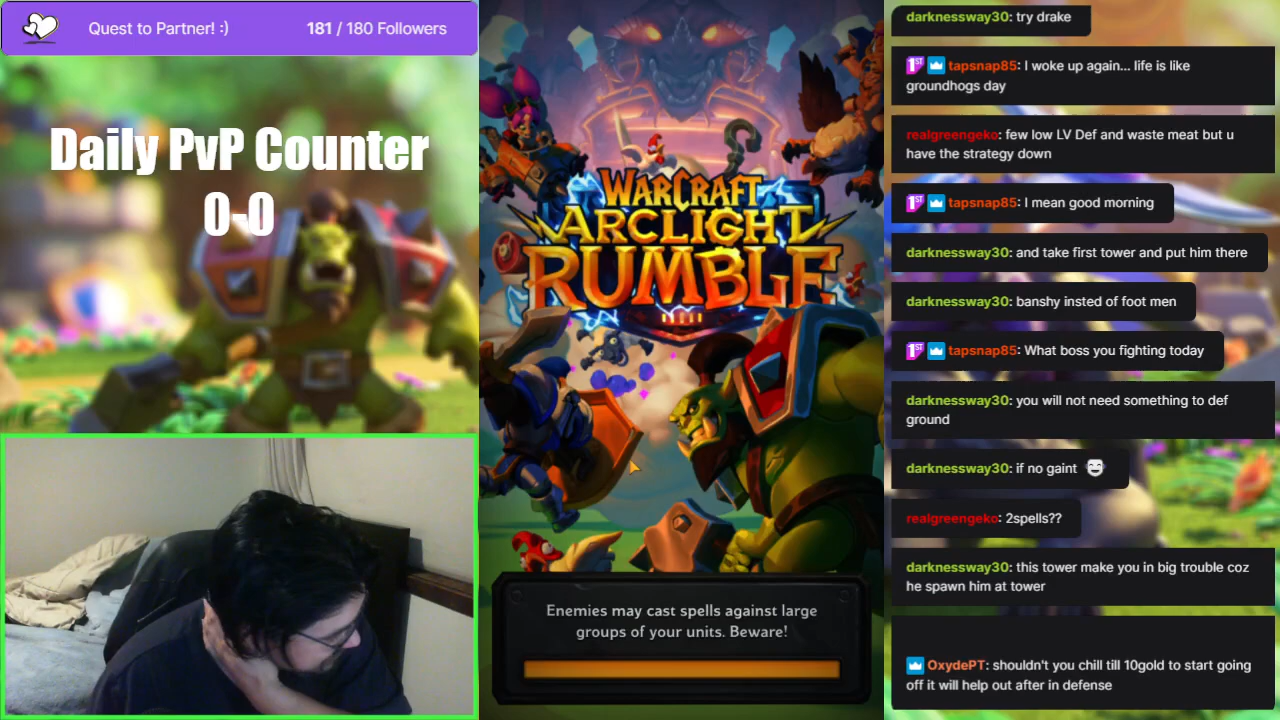 Quest to Partner! :)
181 / 180 Followers
Daily PvP Counter
0-0
WARCRAFT
ARCLIGHT
RUMBLE
Enemies may cast spells against large
groups of your units. Beware!
darknessway30: try drake
1ST tapsnap85: I woke up again... life is like
groundhogs day
realgreengeko: few low LV Def and waste meat but u
have the strategy down
1ST tapsnap85: I mean good morning
darknessway30: and take first tower and put him there
darknessway30: banshy insted of foot men
1ST tapsnap85: What boss you fighting today
darknessway30: you will not need something to def
ground
darknessway30: if no gaint
realgreengeko: 2spells??
darknessway30: this tower make you in big trouble coz
he spawn him at tower
OxydePT: shouldn't you chill till 10gold to start going
off it will help out after in defense